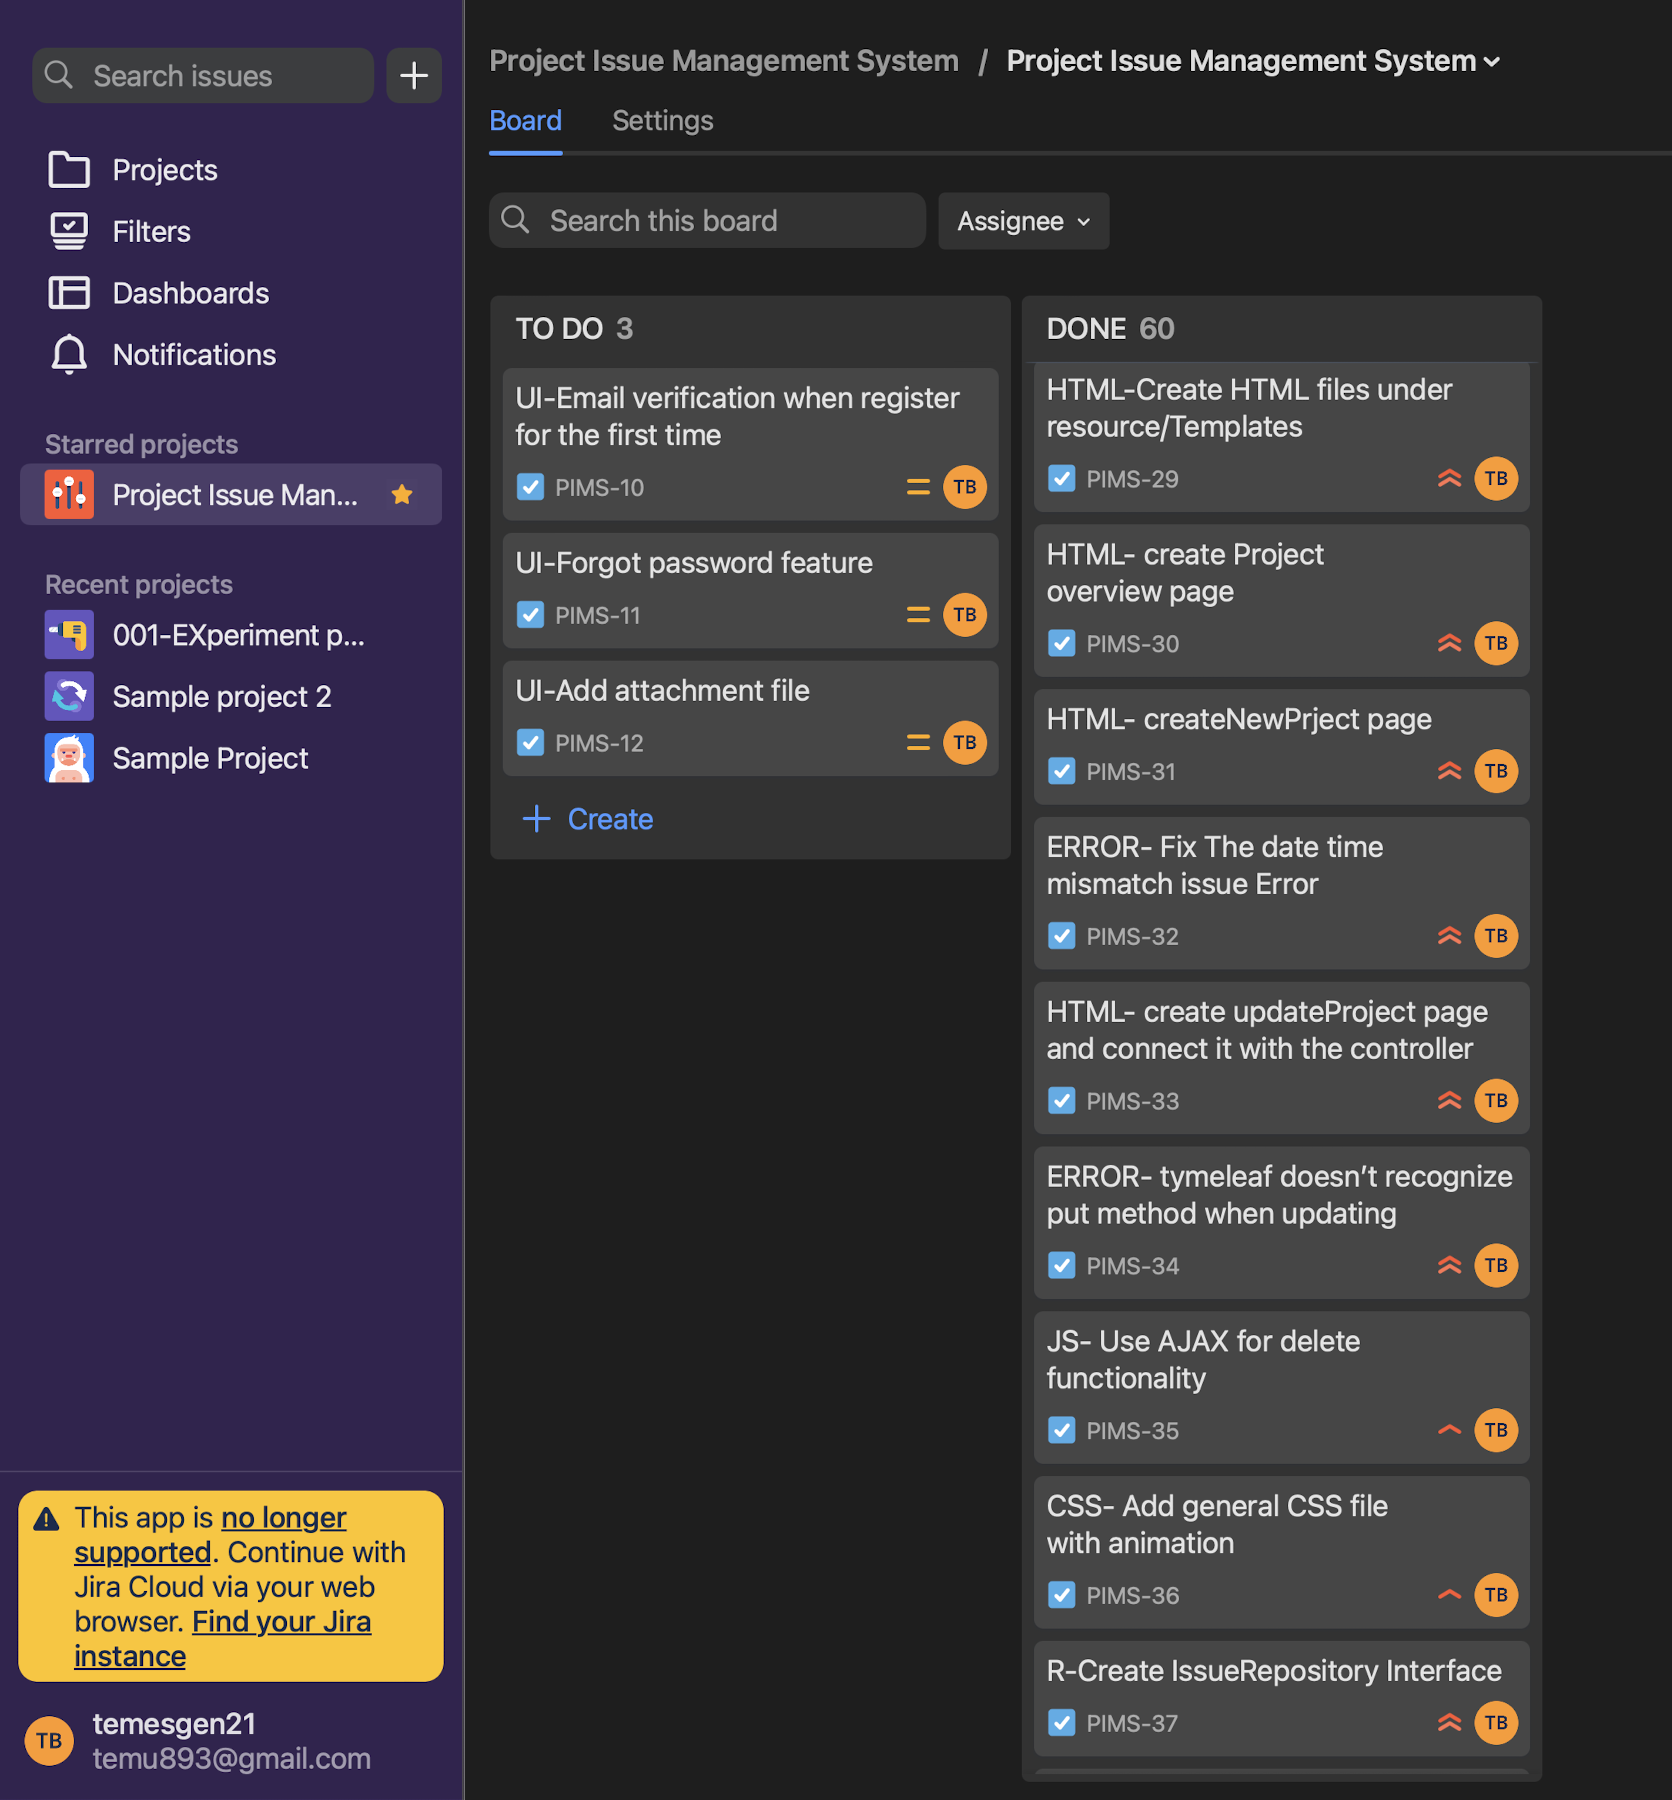 Search issues
Projects
Filters
Dashboards
Notifications
Starred projects
Project Issue Man...
Recent projects
001-EXperiment p...
Sample project 2
Sample Project
This app is no longer
supported. Continue with
Jira Cloud via your web
browser. Find your Jira
instance
TB
temesgen21
temu893@gmail.com
Project Issue Management System / Project Issue Management System
Board Settings
Search this board
Assignee
TO DO 3
UI-Email verification when register
for the first time
PIMS-10 TB
UI-Forgot password feature
PIMS-11 TB
UI-Add attachment file
PIMS-12 TB
Create
DONE 60
HTML-Create HTML files under
resource/Templates
PIMS-29 TB
HTML- create Project
overview page
PIMS-30 TB
HTML- createNewPrject page
PIMS-31 TB
ERROR- Fix The date time
mismatch issue Error
PIMS-32 TB
HTML- create updateProject page
and connect it with the controller
PIMS-33 TB
ERROR- tymeleaf doesn't recognize
put method when updating
PIMS-34 TB
JS- Use AJAX for delete
functionality
PIMS-35 TB
CSS- Add general CSS file
with animation
PIMS-36 TB
R-Create IssueRepository Interface
PIMS-37 TB